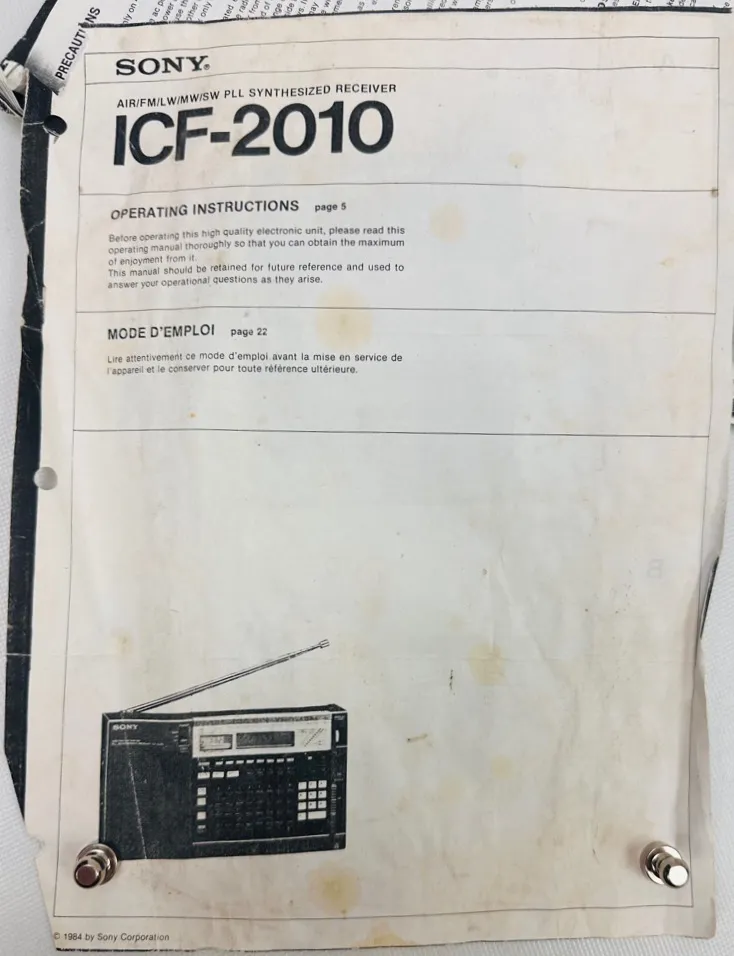 PRECAUTIONS
SONY®
AIR/FM/LW/MW/SW PLL SYNTHESIZED RECEIVER
ICF-2010
OPERATING INSTRUCTIONS page 5
Before operating this high quality electronic unit, please read this
operating manual thoroughly so that you can obtain the maximum
of enjoyment from it.
This manual should be retained for future reference and used to
answer your operational questions as they arise.
MODE D'EMPLOI page 22
Lire attentivement ce mode d'emploi avant la mise en service de
l'appareil et le conserver pour toute référence ultérieure.
SONY
© 1984 by Sony Corporation